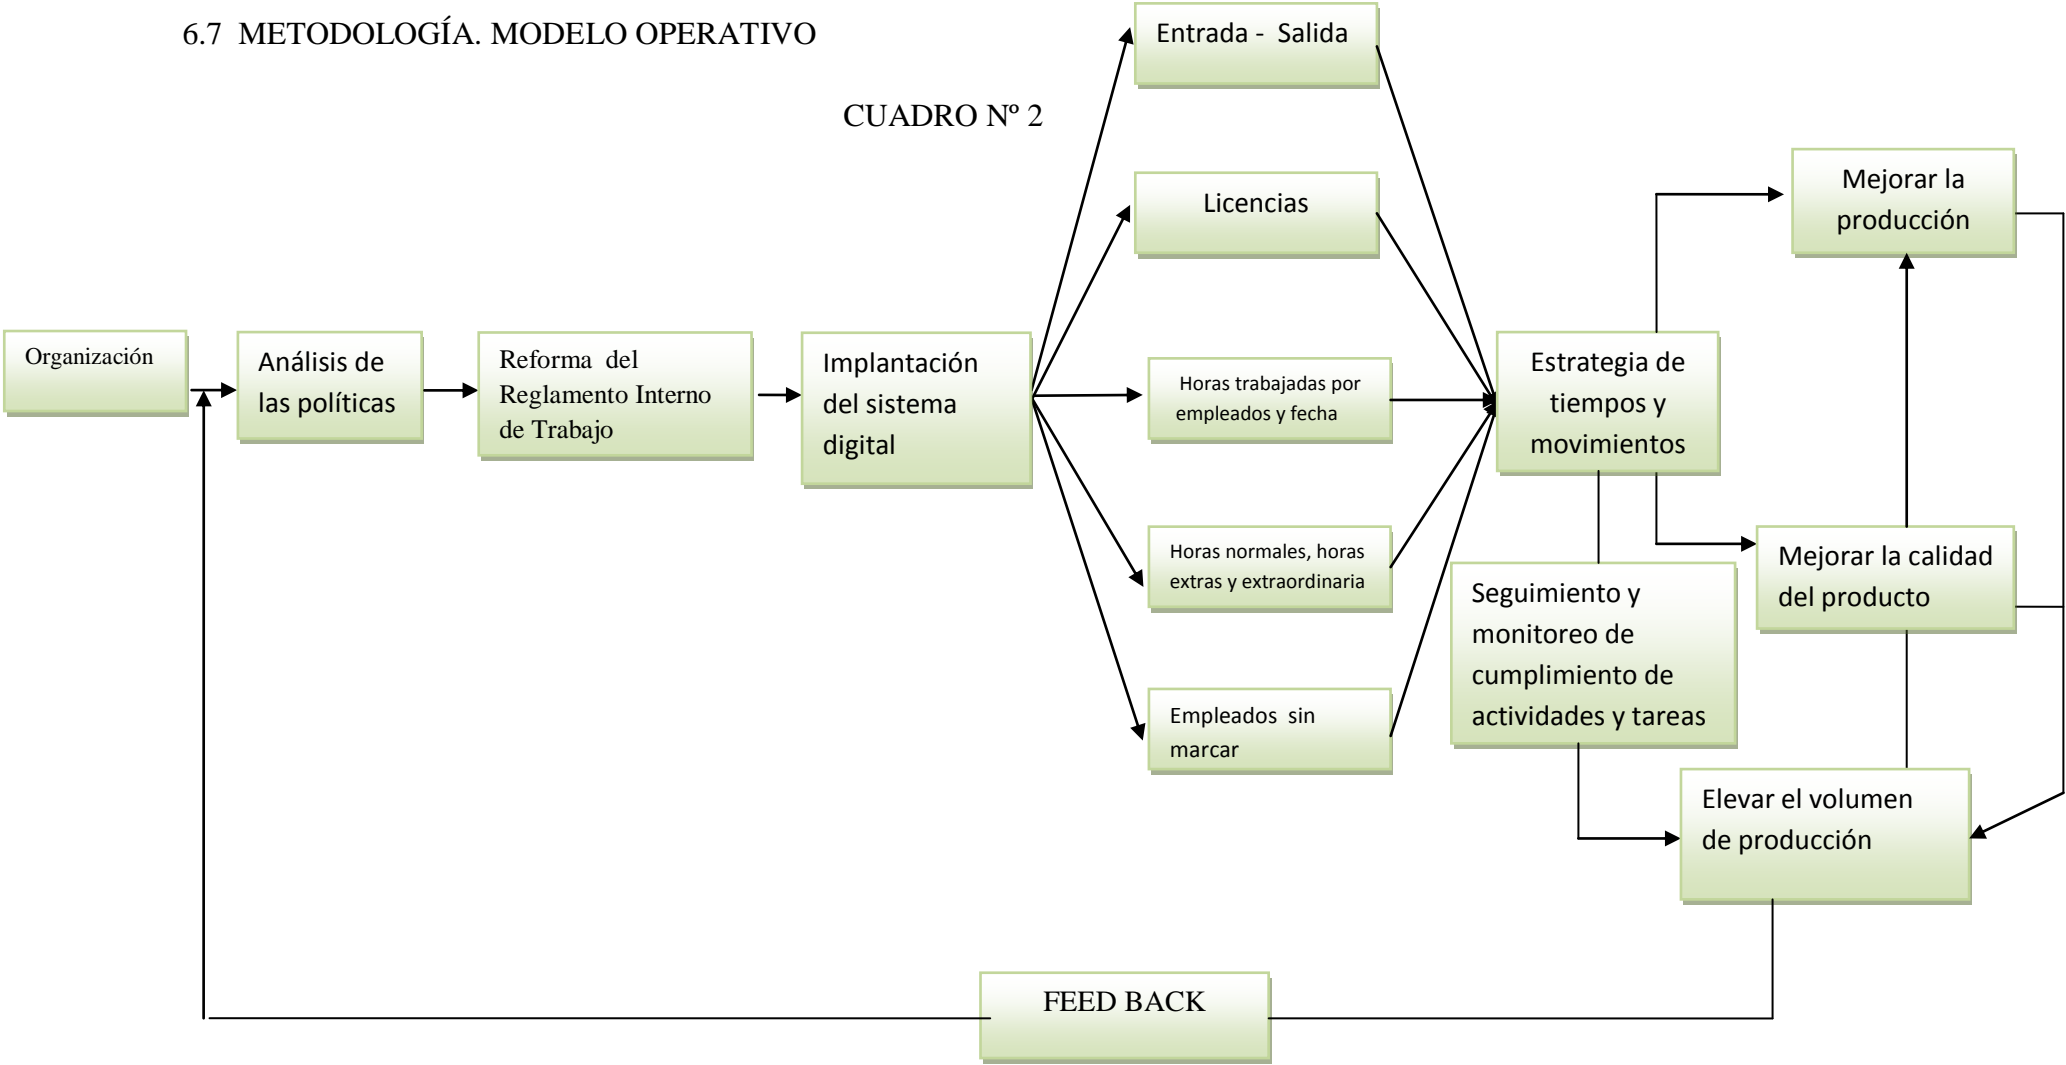 6.7 METODOLOGÍA. MODELO OPERATIVO
CUADRO Nº 2
Organización
Análisis de
las políticas
Reforma del
Reglamento Interno
de Trabajo
Implantación
del sistema
digital
Entrada - Salida
Licencias
Horas trabajadas por
empleados y fecha
Horas normales, horas
extras y extraordinaria
Empleados sin
marcar
Estrategia de
tiempos y
movimientos
Seguimiento y
monitoreo de
cumplimiento de
actividades y tareas
Mejorar la
producción
Mejorar la calidad
del producto
Elevar el volumen
de producción
FEED BACK